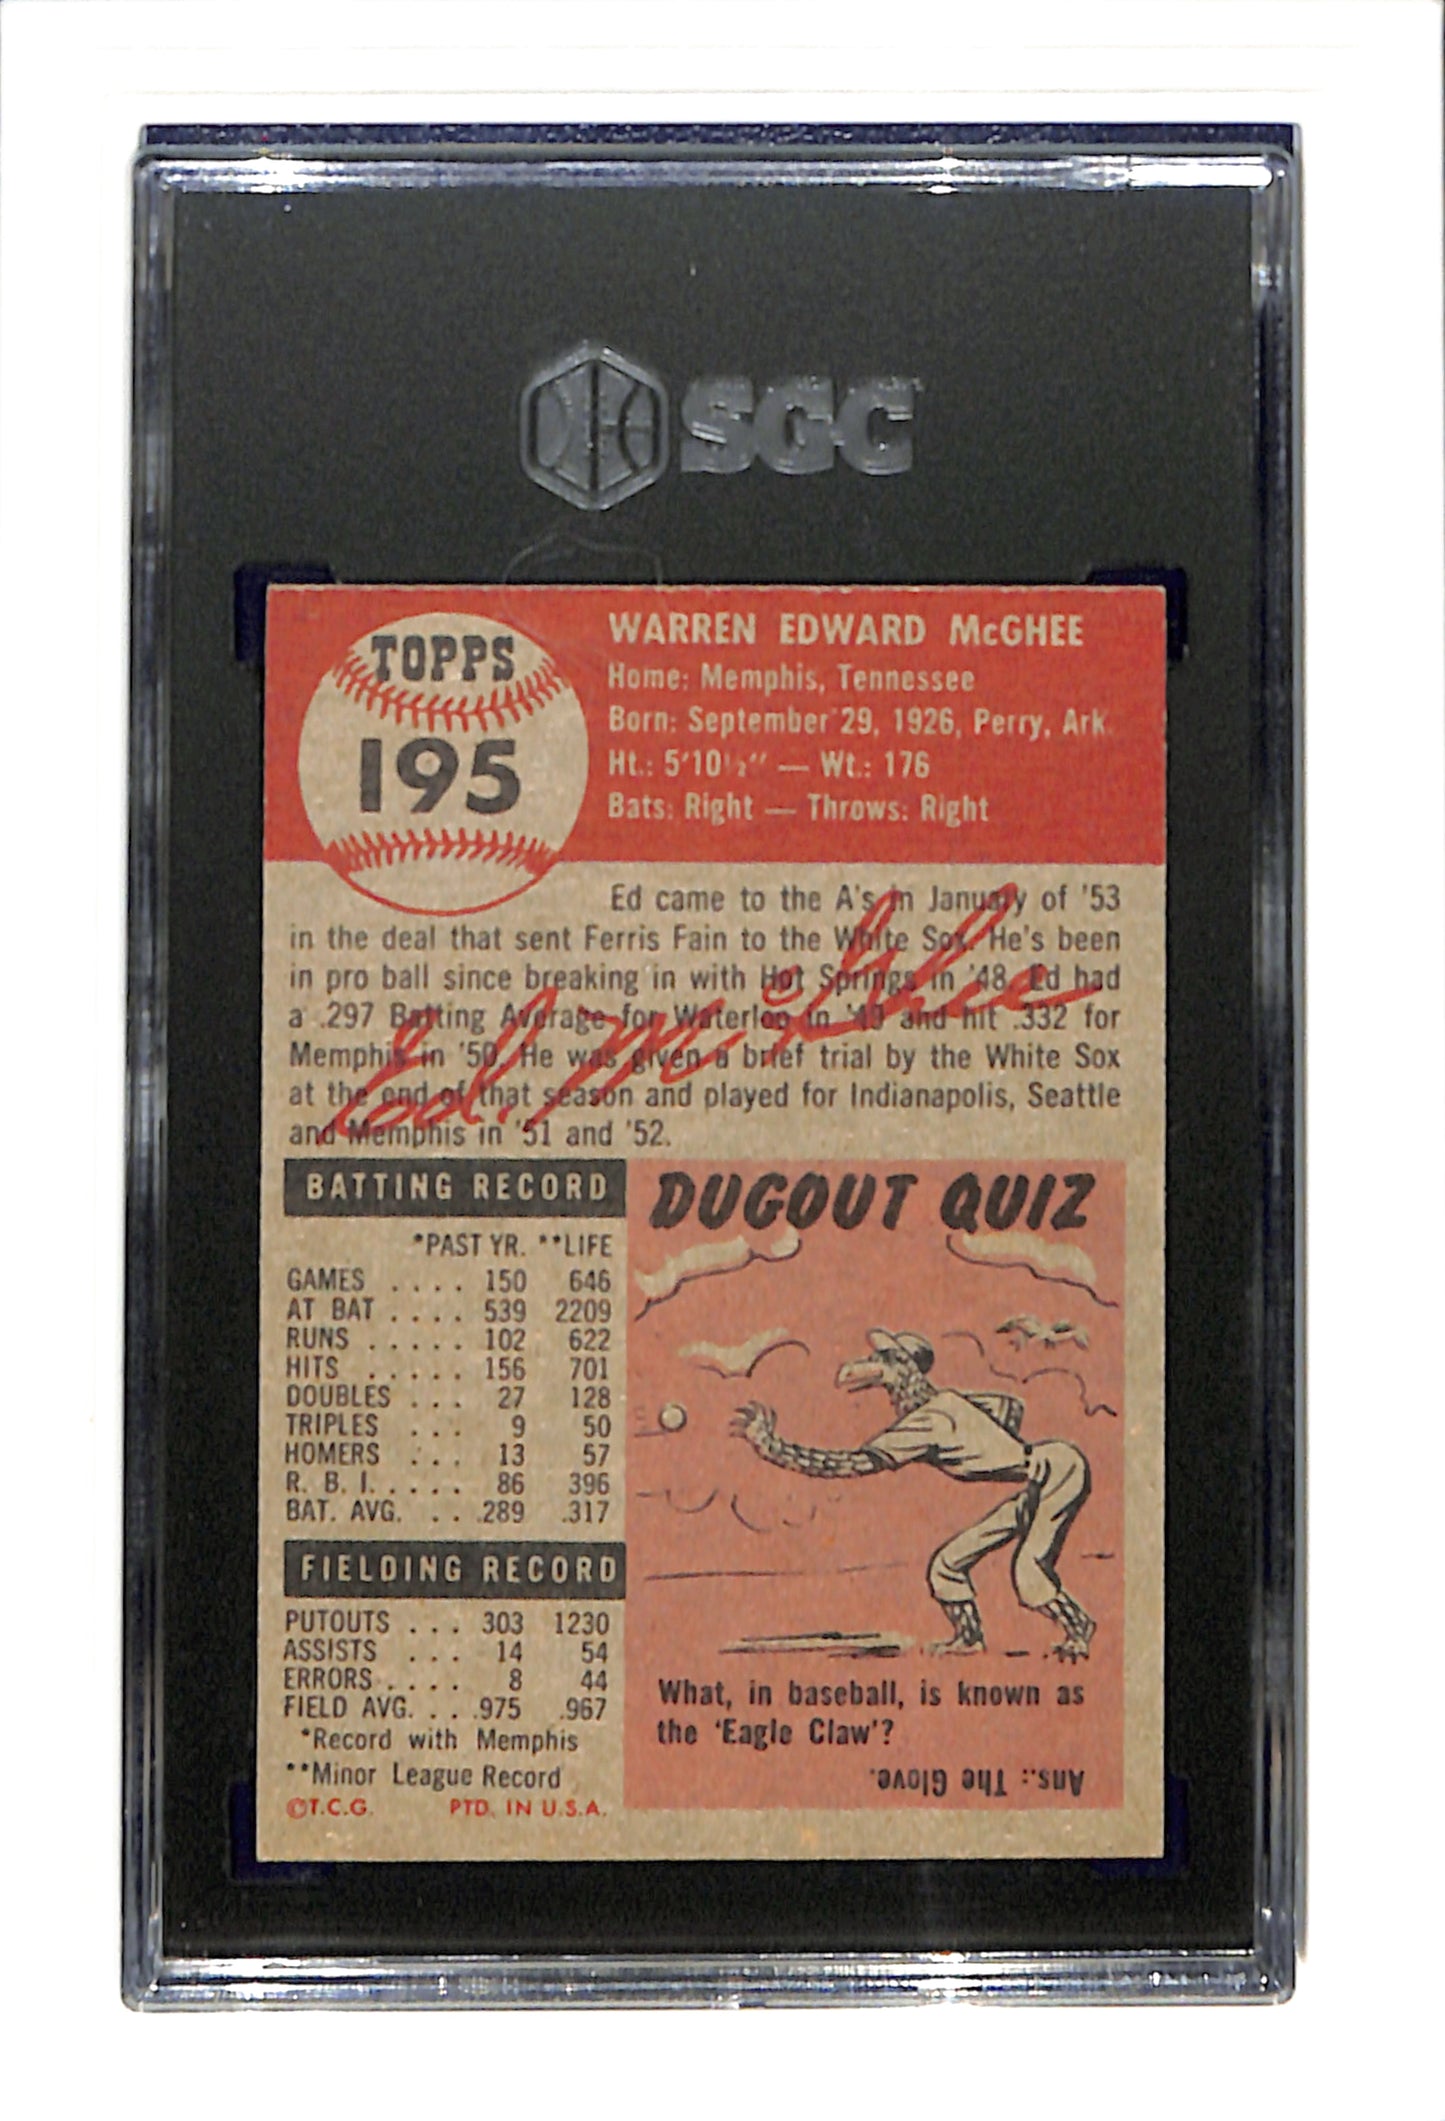 SGC
TOPPS
195
WARREN EDWARD McGHEE
Home: Memphis, Tennessee
Born: September 29, 1926, Perry, Ark.
Ht.: 5'10½" — Wt.: 176
Bats: Right — Throws: Right
Ed came to the A's in January of '53
in the deal that sent Ferris Fain to the White Sox. He's been
in pro ball since breaking in with Hot Springs in '48. Ed had
a .297 Batting Average for Waterloo in '49 and hit .332 for
Memphis in '50. He was given a brief trial by the White Sox
at the end of that season and played for Indianapolis, Seattle
and Memphis in '51 and '52.
Ed. McGhee
BATTING RECORD
*PAST YR. **LIFE
GAMES .... 150 646
AT BAT .... 539 2209
RUNS ..... 102 622
HITS ..... 156 701
DOUBLES ... 27 128
TRIPLES ... 9 50
HOMERS ... 13 57
R. B. I. .... 86 396
BAT. AVG. ... .289 .317
FIELDING RECORD
PUTOUTS ... 303 1230
ASSISTS ... 14 54
ERRORS .... 8 44
FIELD AVG. .. .975 .967
*Record with Memphis
**Minor League Record
©T.C.G. PTD. IN U.S.A.
DUGOUT QUIZ
What, in baseball, is known as
the 'Eagle Claw'?
Ans.: The Glove.